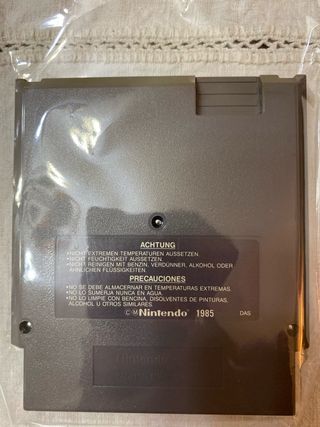 ACHTUNG
•NICHT EXTREMEN TEMPERATUREN AUSSETZEN.
•NICHT FEUCHTIGKEIT AUSSETZEN.
•NICHT REINIGEN MIT BENZIN, VERDÜNNER, ALKOHOL ODER
ÄHNLICHEN FLÜSSIGKEITEN.
PRECAUCIONES
•NO SE DEBE ALMACERNAR EN TEMPERATURAS EXTREMAS.
•NO LO SUMERJA NUNCA EN AGUA.
•NO LO LIMPIE CON BENCINA, DISOLVENTES DE PINTURAS,
ALCOHOL U OTROS SIMILARES.
©M Nintendo 1985 DAS